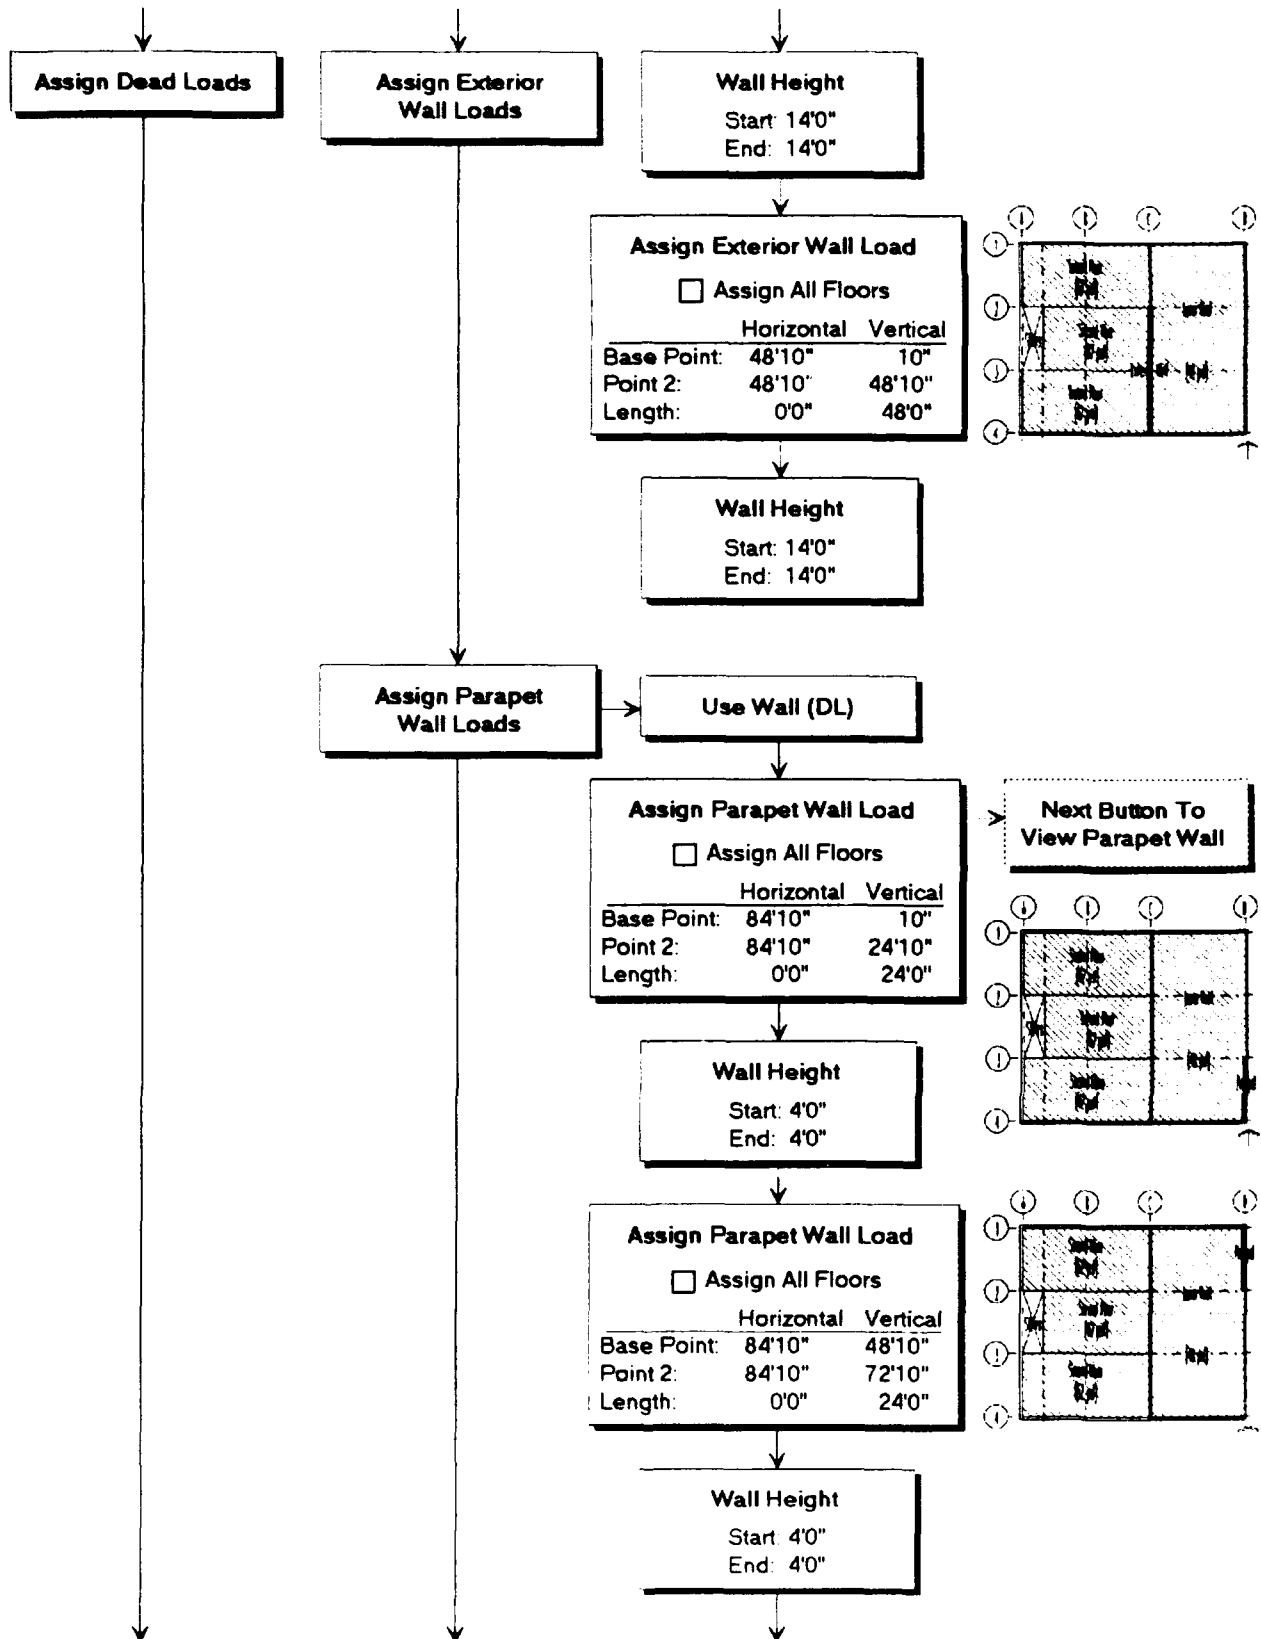 Assign Dead Loads
Assign Exterior
Wall Loads
Wall Height
Start: 14'0"
End: 14'0"
Assign Exterior Wall Load
Assign All Floors
Horizontal Vertical
Base Point: 48'10" 10"
Point 2: 48'10" 48'10"
Length: 0'0" 48'0"
Wall Height
Start: 14'0"
End: 14'0"
Assign Parapet
Wall Loads
Use Wall (DL)
Assign Parapet Wall Load
Assign All Floors
Horizontal Vertical
Base Point: 84'10" 10"
Point 2: 84'10" 24'10"
Length: 0'0" 24'0"
Next Button To
View Parapet Wall
Wall Height
Start: 4'0"
End: 4'0"
Assign Parapet Wall Load
Assign All Floors
Horizontal Vertical
Base Point: 84'10" 48'10"
Point 2: 84'10" 72'10"
Length: 0'0" 24'0"
Wall Height
Start: 4'0"
End: 4'0"